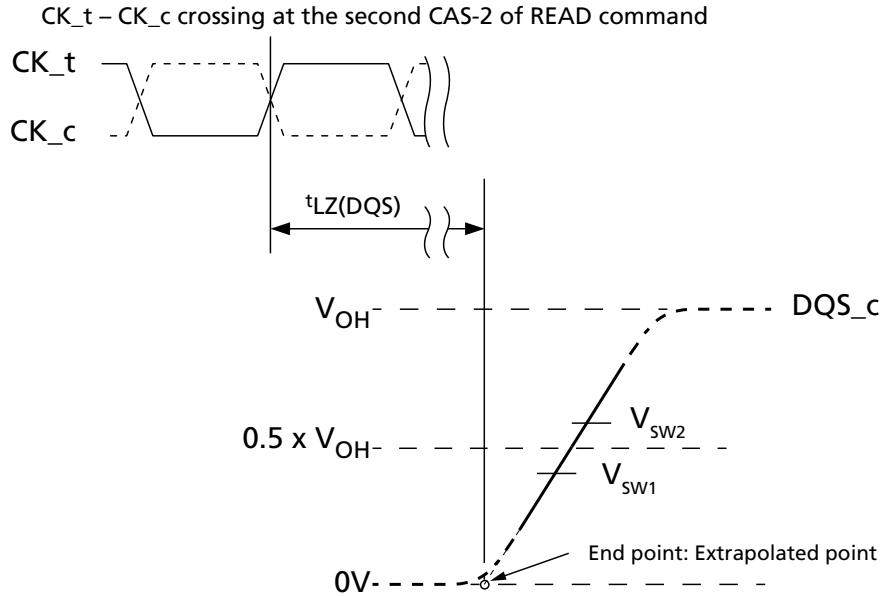 CK_t – CK_c crossing at the second CAS-2 of READ command
CK_t
CK_c
tLZ(DQS)
VOH
DQS_c
VSW2
0.5 x VOH
VSW1
End point: Extrapolated point
0V